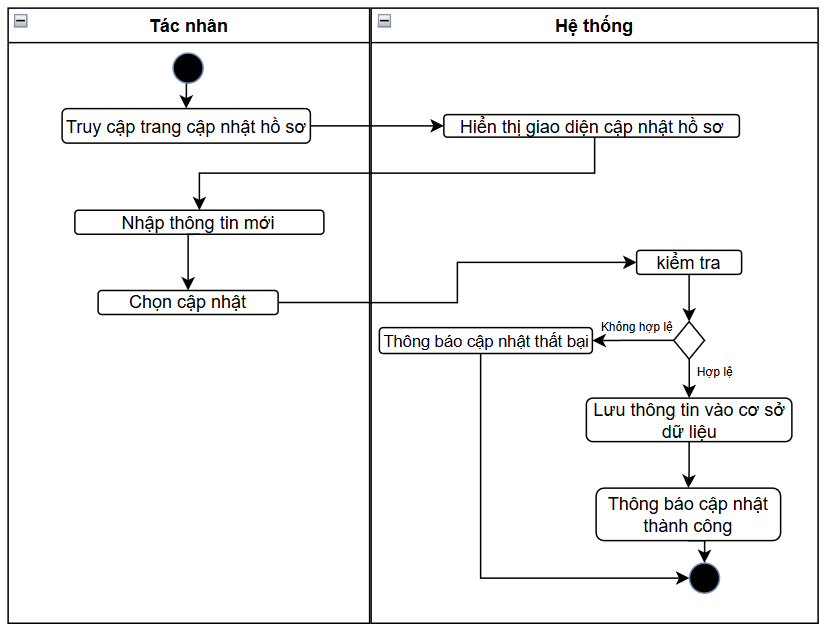 Tác nhân
Hệ thống
Truy cập trang cập nhật hồ sơ
Hiển thị giao diện cập nhật hồ sơ
Nhập thông tin mới
kiểm tra
Chọn cập nhật
Không hợp lệ
Thông báo cập nhật thất bại
Hợp lệ
Lưu thông tin vào cơ sở
dữ liệu
Thông báo cập nhật
thành công